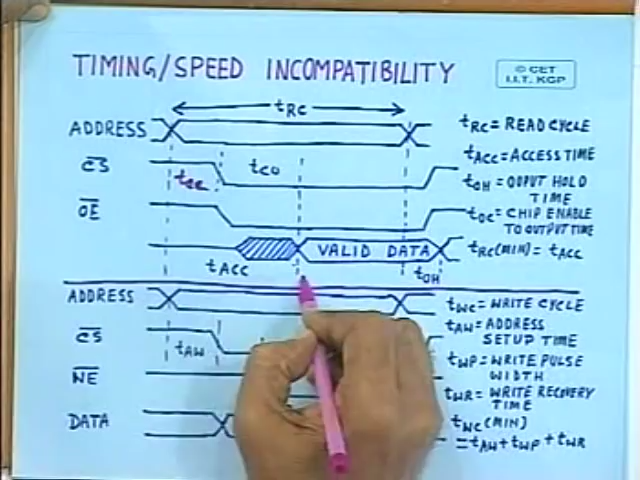 TIMING/SPEED INCOMPATIBILITY
© CET
I.I.T. KGP
tRC
ADDRESS
tRC = READ CYCLE
CS
tCO
tACC = ACCESS TIME
tOH = OUPUT HOLD
TIME
OE
tOC = CHIP ENABLE
TO OUTPUT TIME
VALID DATA
tRC(MIN) = tACC
tACC
tOH
ADDRESS
tWC = WRITE CYCLE
CS
tAW
tAW = ADDRESS
SETUP TIME
WE
tWP = WRITE PULSE
WIDTH
tWR = WRITE RECOVERY
TIME
DATA
tWC(MIN)
= tAW + tWP + tWR